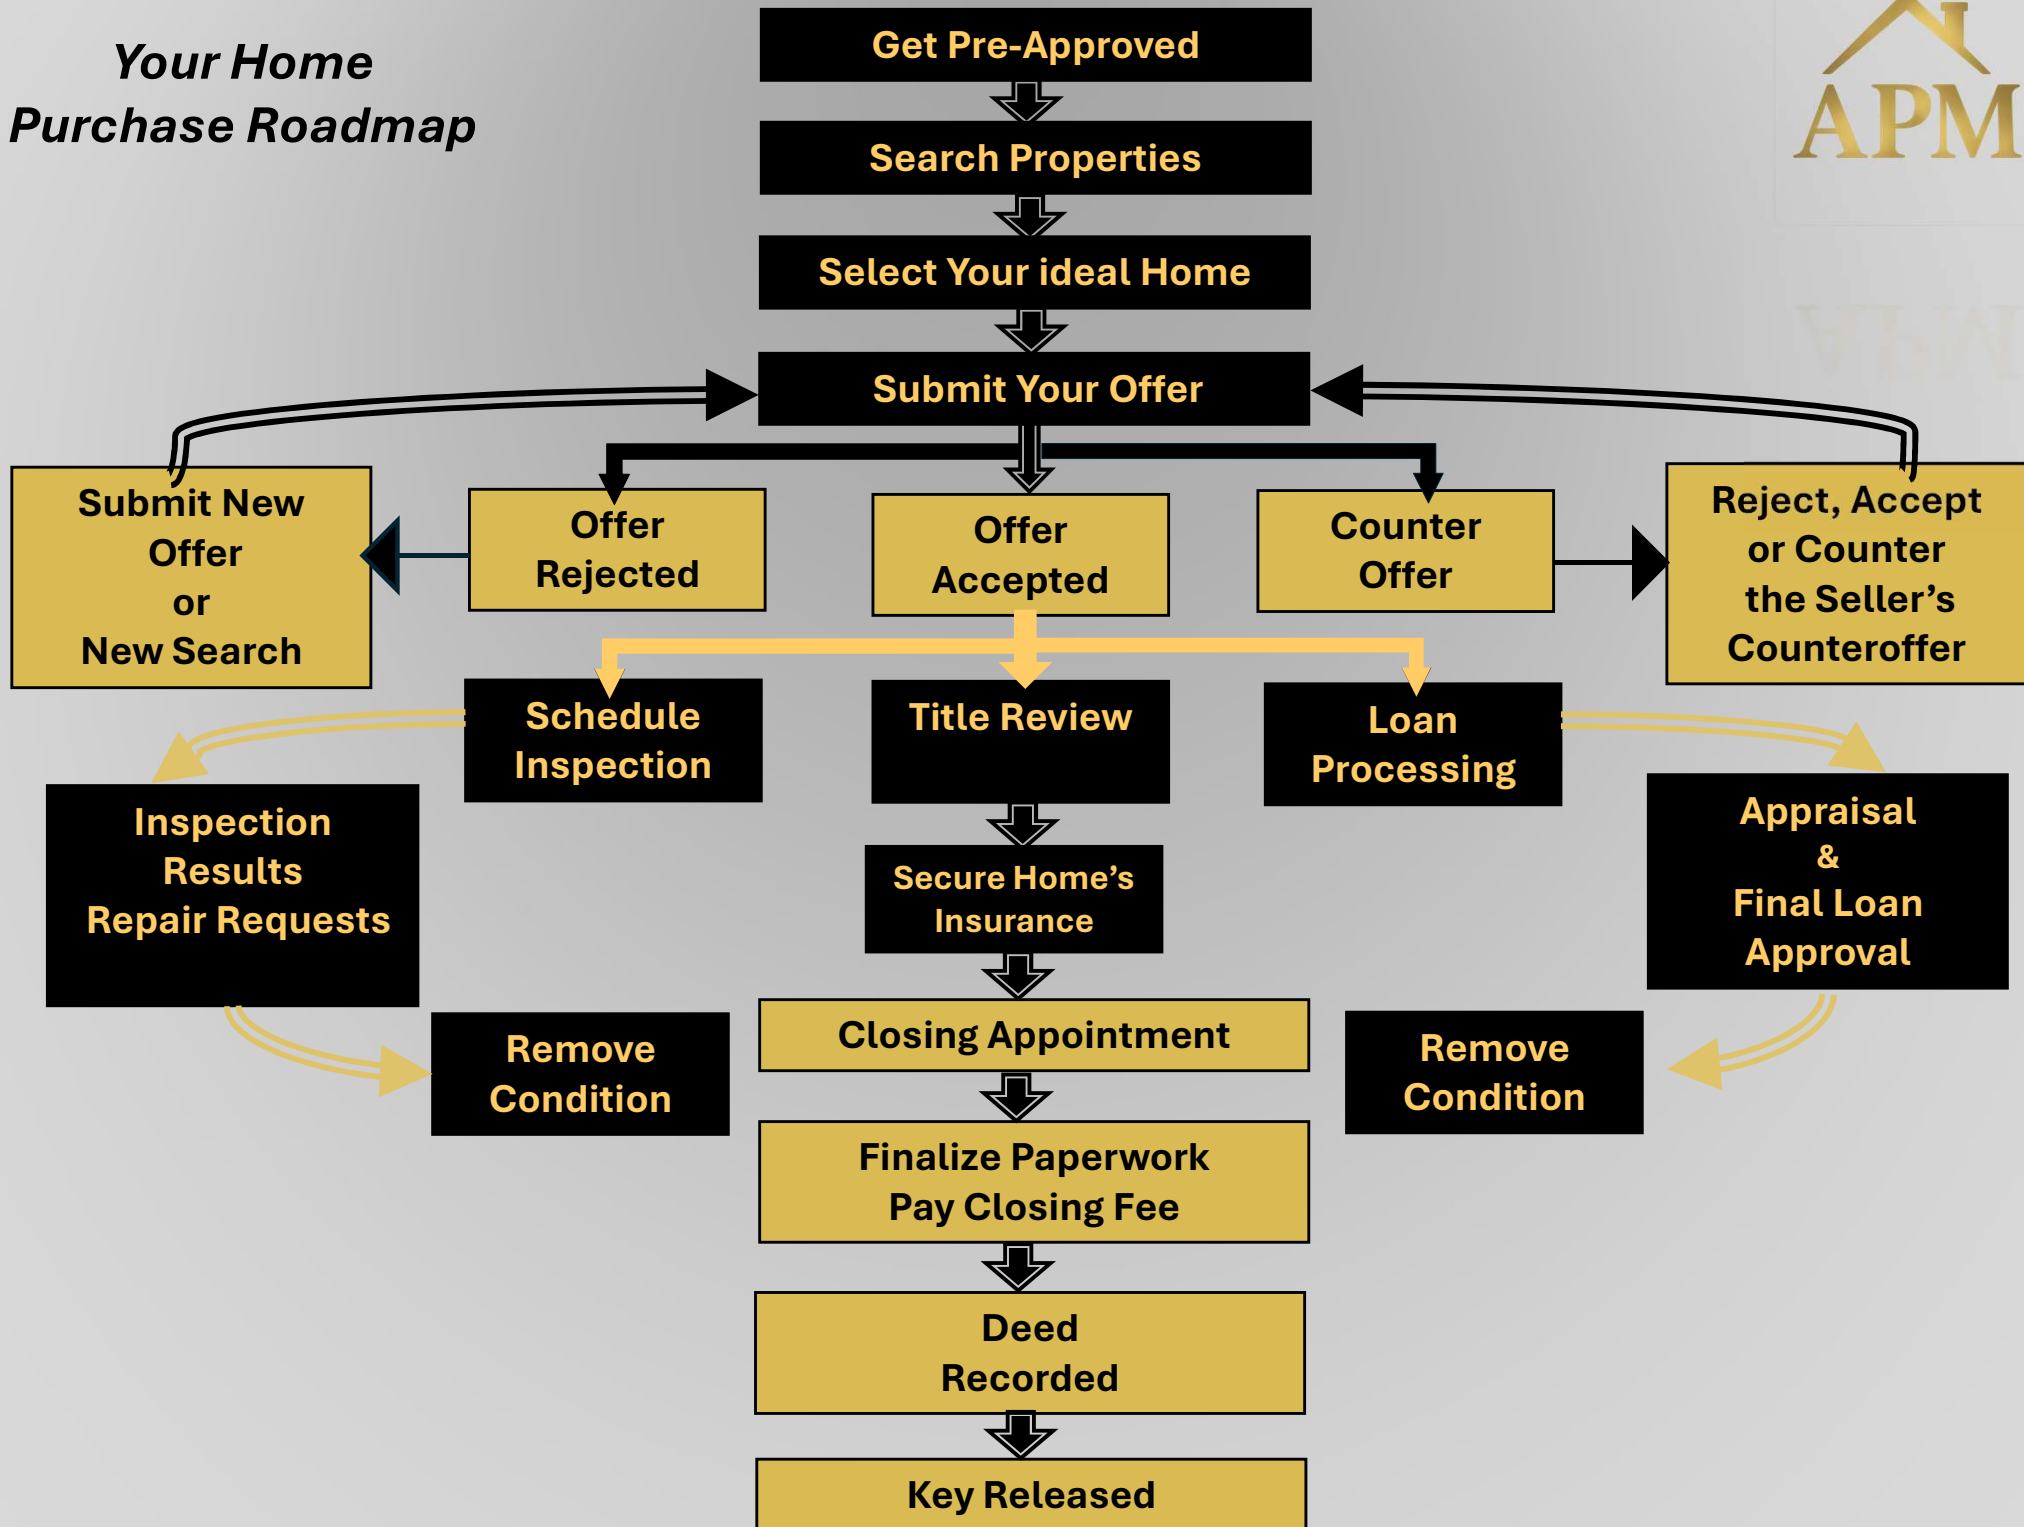 Your Home
Purchase Roadmap
APM
Get Pre-Approved
Search Properties
Select Your ideal Home
Submit Your Offer
Submit New
Offer
or
New Search
Offer
Rejected
Offer
Accepted
Counter
Offer
Reject, Accept
or Counter
the Seller’s
Counteroffer
Schedule
Inspection
Title Review
Loan
Processing
Inspection
Results
Repair Requests
Secure Home’s
Insurance
Appraisal
&
Final Loan
Approval
Remove
Condition
Closing Appointment
Remove
Condition
Finalize Paperwork
Pay Closing Fee
Deed
Recorded
Key Released